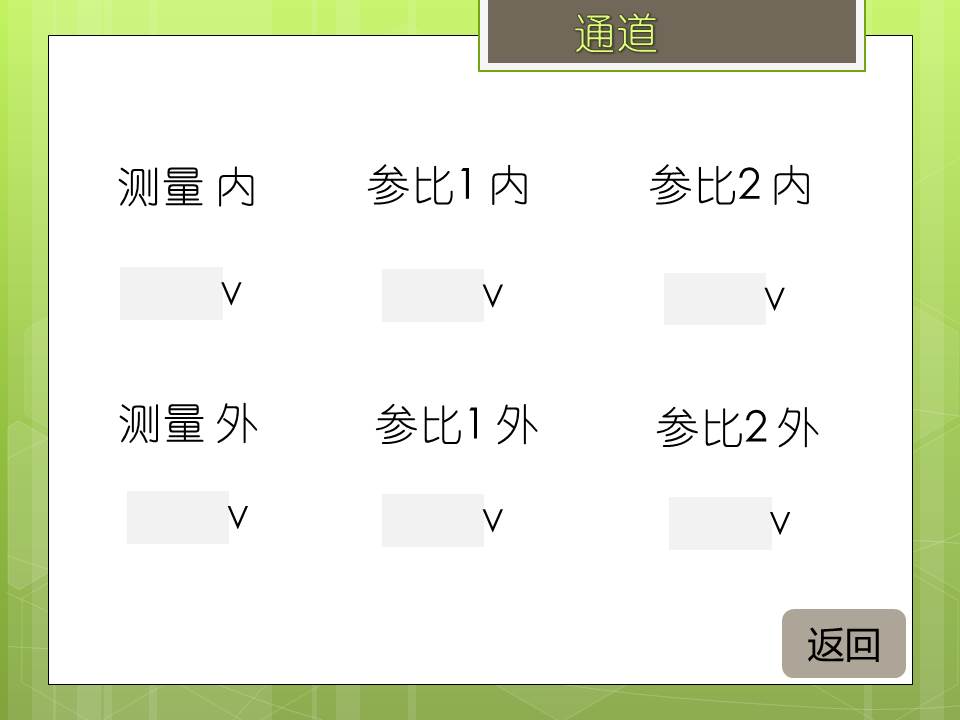 通道
测量 内 参比1 内 参比2 内
V V V
测量 外 参比1 外 参比2 外
V V V
返回